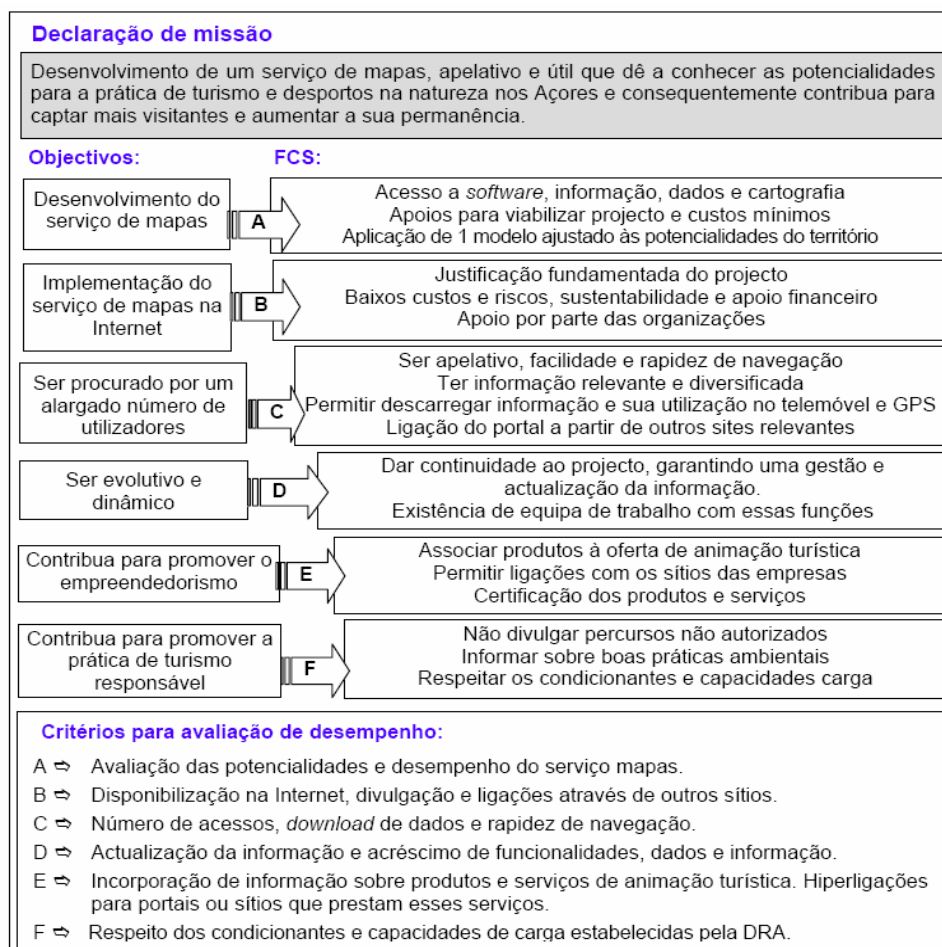 Declaração de missão
Desenvolvimento de um serviço de mapas, apelativo e útil que dê a conhecer as potencialidades
para a prática de turismo e desportos na natureza nos Açores e consequentemente contribua para
captar mais visitantes e aumentar a sua permanência.
Objectivos:
FCS:
Desenvolvimento do
serviço de mapas
A
Acesso a software, informação, dados e cartografia
Apoios para viabilizar projecto e custos mínimos
Aplicação de 1 modelo ajustado às potencialidades do território
Implementação do
serviço de mapas na
Internet
B
Justificação fundamentada do projecto
Baixos custos e riscos, sustentabilidade e apoio financeiro
Apoio por parte das organizações
Ser procurado por um
alargado número de
utilizadores
C
Ser apelativo, facilidade e rapidez de navegação
Ter informação relevante e diversificada
Permitir descarregar informação e sua utilização no telemóvel e GPS
Ligação do portal a partir de outros sites relevantes
Ser evolutivo e
dinâmico
D
Dar continuidade ao projecto, garantindo uma gestão e
actualização da informação.
Existência de equipa de trabalho com essas funções
Contribua para promover o
empreendedorismo
E
Associar produtos à oferta de animação turística
Permitir ligações com os sítios das empresas
Certificação dos produtos e serviços
Contribua para promover a
prática de turismo
responsável
F
Não divulgar percursos não autorizados
Informar sobre boas práticas ambientais
Respeitar os condicionantes e capacidades carga
Critérios para avaliação de desempenho:
A ⇨ Avaliação das potencialidades e desempenho do serviço mapas.
B ⇨ Disponibilização na Internet, divulgação e ligações através de outros sítios.
C ⇨ Número de acessos, download de dados e rapidez de navegação.
D ⇨ Actualização da informação e acréscimo de funcionalidades, dados e informação.
E ⇨ Incorporação de informação sobre produtos e serviços de animação turística. Hiperligações
para portais ou sítios que prestam esses serviços.
F ⇨ Respeito dos condicionantes e capacidades de carga estabelecidas pela DRA.